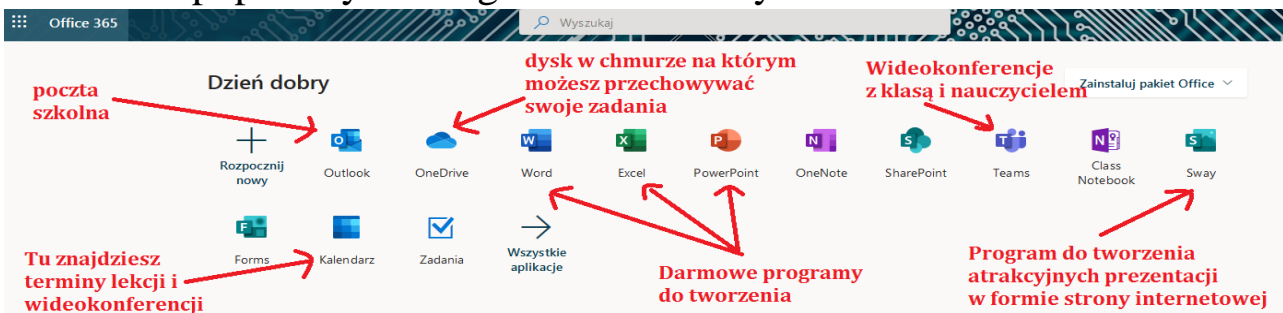 Office 365
Wyszukaj
Dzień dobry
Zainstaluj pakiet Office
poczta
szkolna
dysk w chmurze na którym
możesz przechowywać
swoje zadania
Wideokonferencje
z klasą i nauczycielem
Rozpocznij
nowy
Outlook
OneDrive
Word
Excel
PowerPoint
OneNote
SharePoint
Teams
Class
Notebook
Sway
Forms
Kalendarz
Zadania
Wszystkie
aplikacje
Tu znajdziesz
terminy lekcji i
wideokonferencji
Darmowe programy
do tworzenia
Program do tworzenia
atrakcyjnych prezentacji
w formie strony internetowej